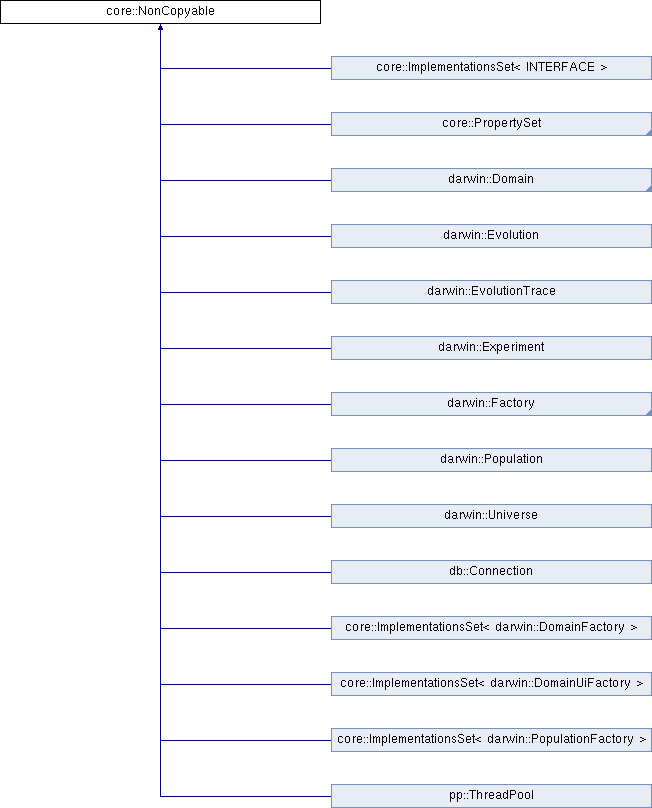 core::NonCopyable
core::ImplementationsSet< INTERFACE >
core::PropertySet
darwin::Domain
darwin::Evolution
darwin::EvolutionTrace
darwin::Experiment
darwin::Factory
darwin::Population
darwin::Universe
db::Connection
core::ImplementationsSet< darwin::DomainFactory >
core::ImplementationsSet< darwin::DomainUiFactory >
core::ImplementationsSet< darwin::PopulationFactory >
pp::ThreadPool